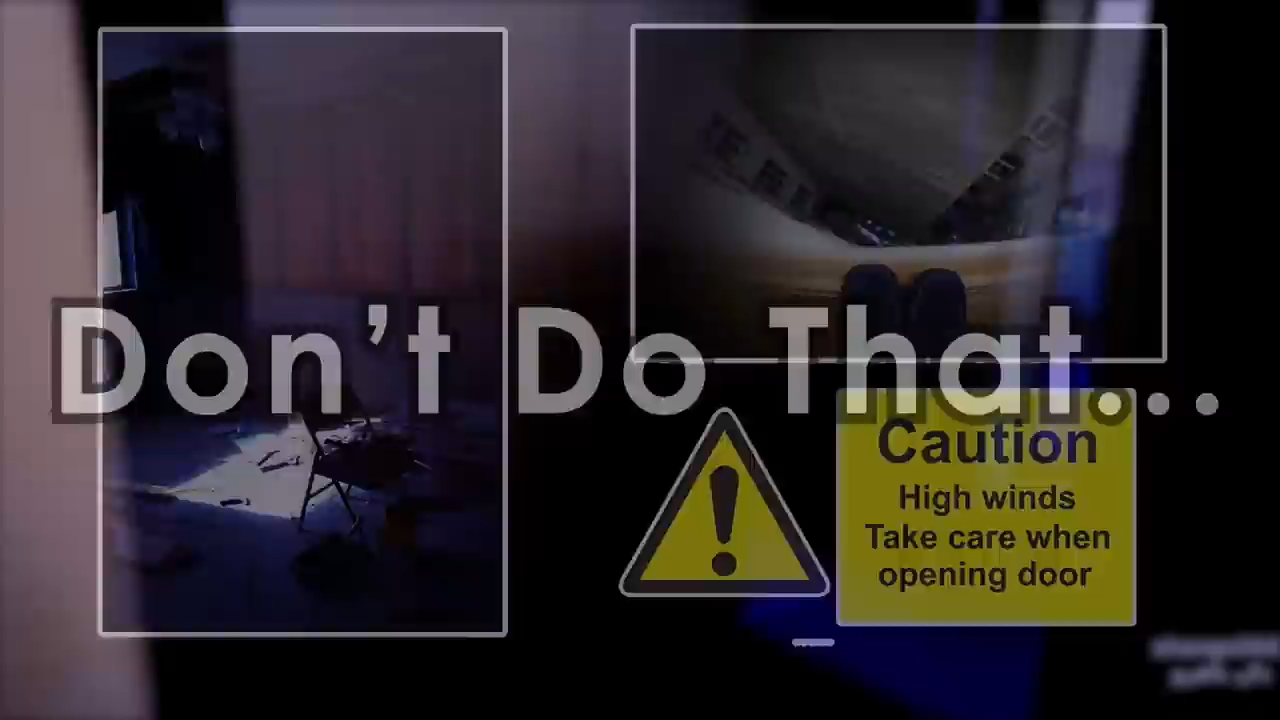 Don't Do That...
Caution
High winds
Take care when
opening door